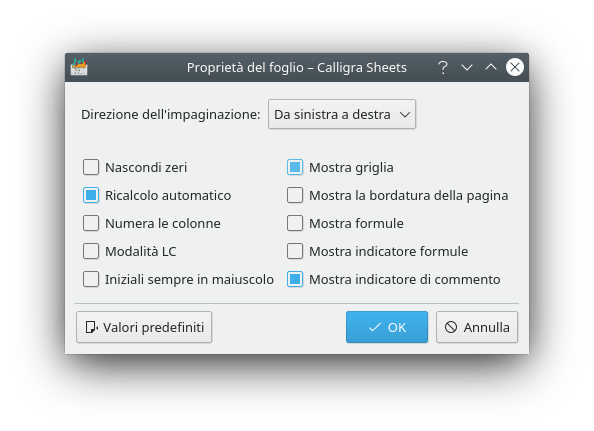 Proprietà del foglio – Calligra Sheets
Direzione dell'impaginazione: Da sinistra a destra
Nascondi zeri
Mostra griglia
Ricalcolo automatico
Mostra la bordatura della pagina
Numera le colonne
Mostra formule
Modalità LC
Mostra indicatore formule
Iniziali sempre in maiuscolo
Mostra indicatore di commento
Valori predefiniti
OK
Annulla